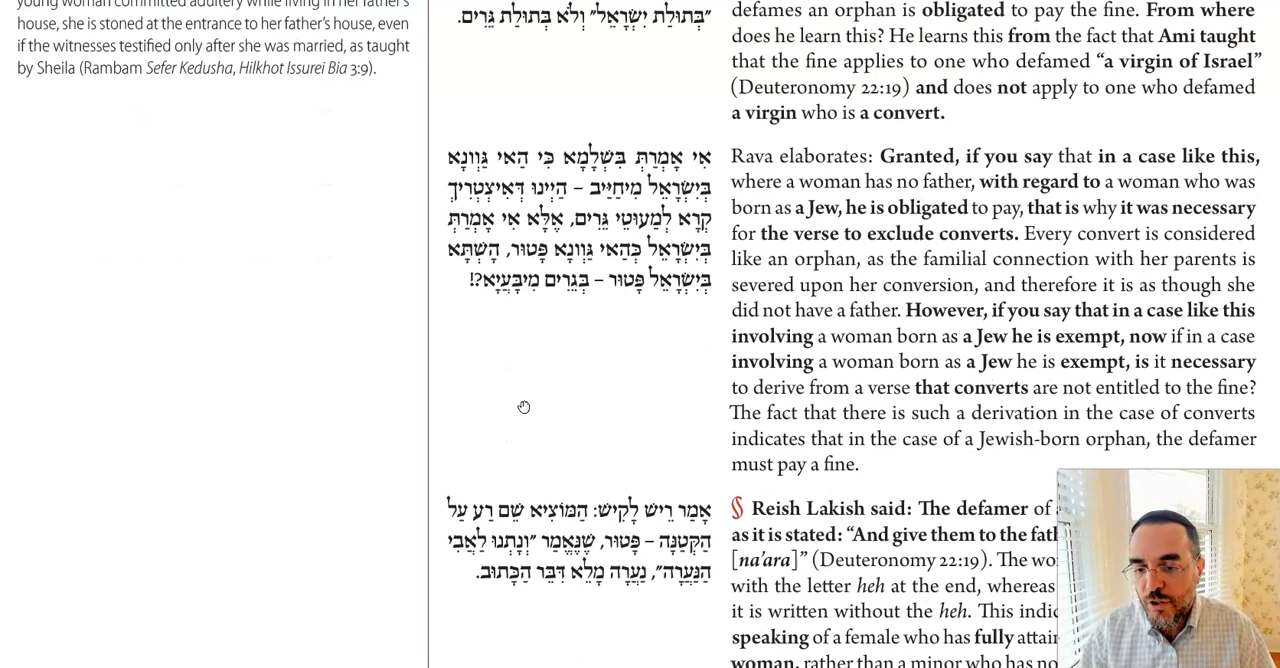 young woman committed adultery while living in her father's
house, she is stoned at the entrance to her father's house, even
if the witnesses testified only after she was married, as taught
by Sheila (Rambam Sefer Kedusha, Hilkhot Issurei Bia 3:9).
״בְּתוּלַת יִשְׂרָאֵל״ וְלֹא בְּתוּלַת גֵּרִים.
אִי אָמְרַתְּ בִּשְׁלָמָא כִּי הַאי גַּוְונָא
בְּיִשְׂרָאֵל מִיחַיַּיב – הַיְינוּ דְּאִיצְטְרִיךְ
קְרָא לְמַעוּטֵי גֵּרִים, אֶלָּא אִי אָמְרַתְּ
בְּיִשְׂרָאֵל כְּהַאי גַּוְונָא פָּטוּר, הָשְׁתָּא
בְּיִשְׂרָאֵל פָּטוּר – בְּגֵרִים מִיבָּעֲיָא?!
אָמַר רֵישׁ לָקִישׁ: הַמּוֹצִיא שֵׁם רַע עַל
הַקְּטַנָּה – פָּטוּר, שֶׁנֶּאֱמַר ״וְנָתְנוּ לַאֲבִי
הַנַּעֲרָה״, נַעֲרָה מָלֵא דִּבֵּר הַכָּתוּב.
defames an orphan is obligated to pay the fine. From where
does he learn this? He learns this from the fact that Ami taught
that the fine applies to one who defamed “a virgin of Israel”
(Deuteronomy 22:19) and does not apply to one who defamed
a virgin who is a convert.
Rava elaborates: Granted, if you say that in a case like this,
where a woman has no father, with regard to a woman who was
born as a Jew, he is obligated to pay, that is why it was necessary
for the verse to exclude converts. Every convert is considered
like an orphan, as the familial connection with her parents is
severed upon her conversion, and therefore it is as though she
did not have a father. However, if you say that in a case like this
involving a woman born as a Jew he is exempt, now if in a case
involving a woman born as a Jew he is exempt, is it necessary
to derive from a verse that converts are not entitled to the fine?
The fact that there is such a derivation in the case of converts
indicates that in the case of a Jewish-born orphan, the defamer
must pay a fine.
§ Reish Lakish said: The defamer of
as it is stated: “And give them to the fat
[na'ara]” (Deuteronomy 22:19). The wo
with the letter heh at the end, whereas
it is written without the heh. This indic
speaking of a female who has fully attai
woman, rather than a minor who has no